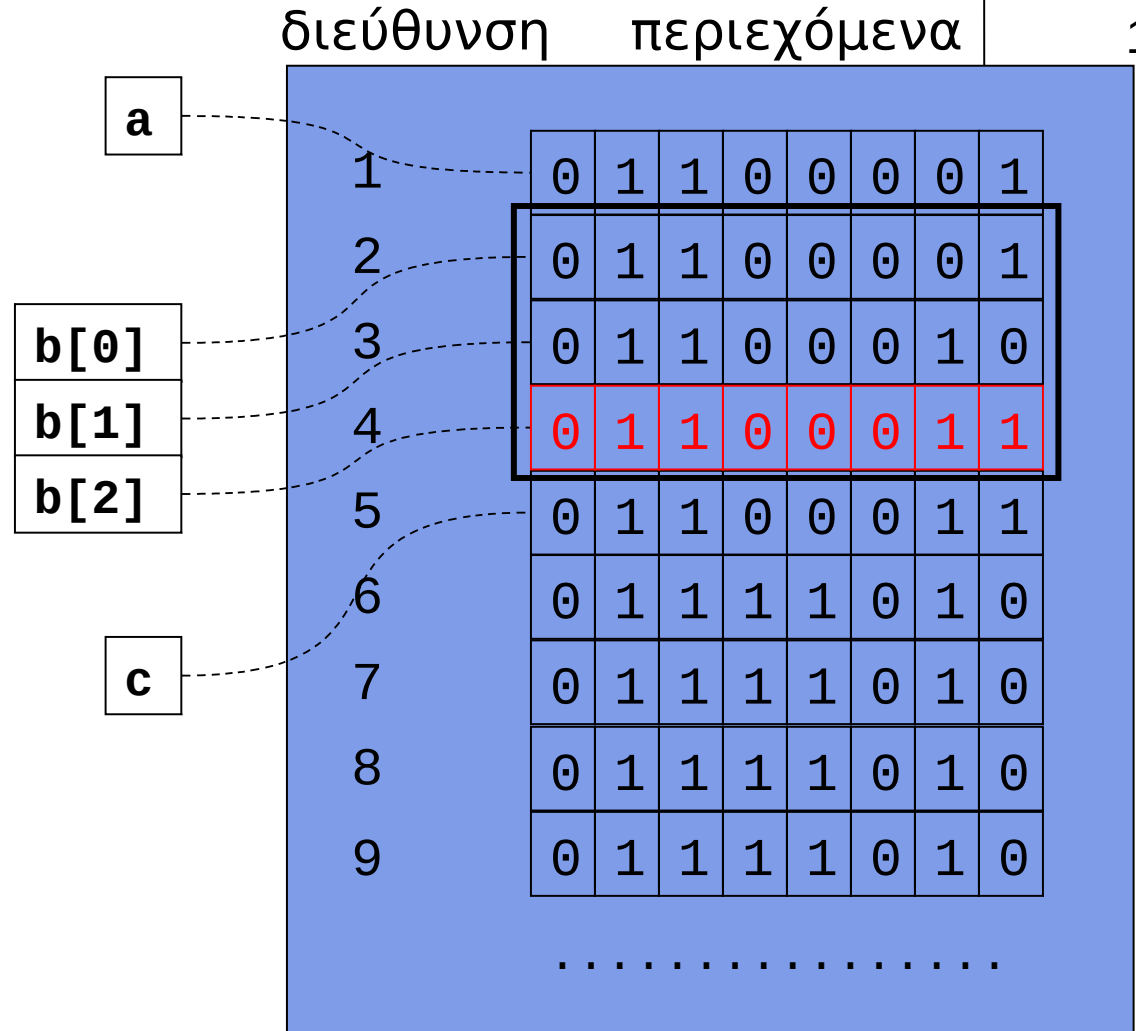 διεύθυνση περιεχόμενα
a
1 0 1 1 0 0 0 0 1
2 0 1 1 0 0 0 0 1
b[0]
3 0 1 1 0 0 0 1 0
b[1]
4 0 1 1 0 0 0 1 1
b[2]
5 0 1 1 0 0 0 1 1
6 0 1 1 1 1 0 1 0
c
7 0 1 1 1 1 0 1 0
8 0 1 1 1 1 0 1 0
9 0 1 1 1 1 0 1 0
................